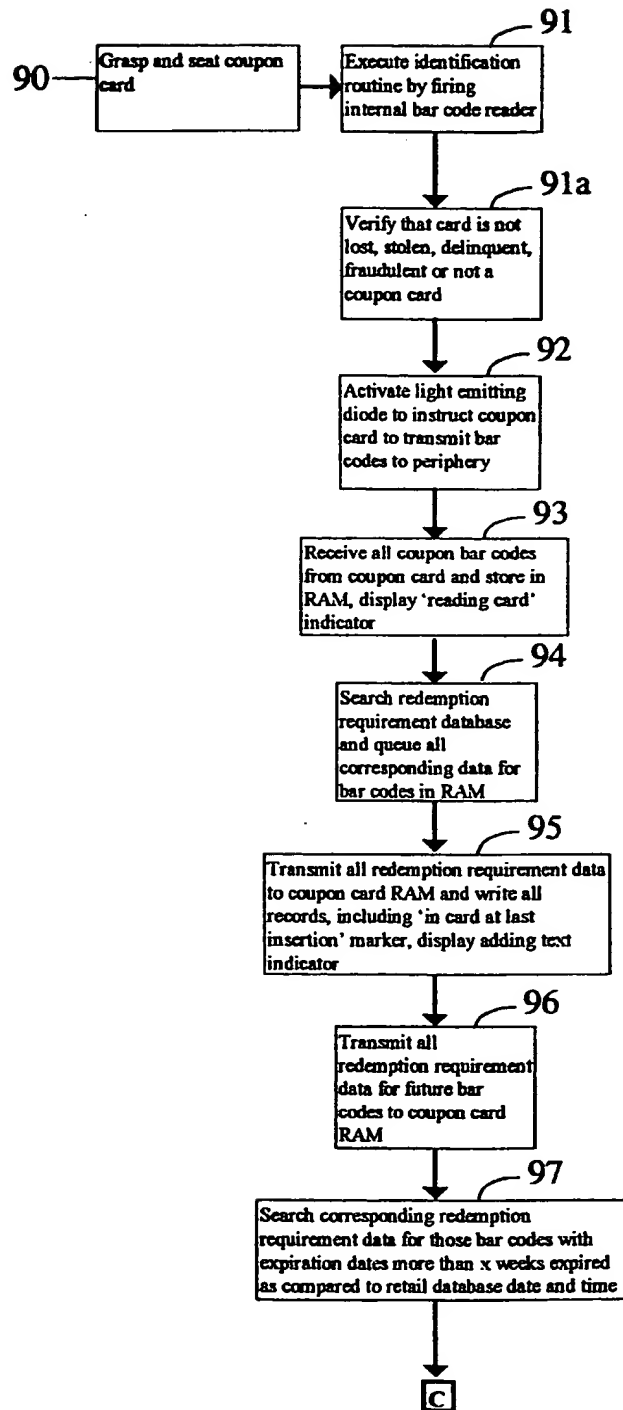 90
Grasp and seat coupon
card
91
Execute identification
routine by firing
internal bar code reader
91a
Verify that card is not
lost, stolen, delinquent,
fraudulent or not a
coupon card
92
Activate light emitting
diode to instruct coupon
card to transmit bar
codes to periphery
93
Receive all coupon bar codes
from coupon card and store in
RAM, display 'reading card'
indicator
94
Search redemption
requirement database
and queue all
corresponding data for
bar codes in RAM
95
Transmit all redemption requirement data
to coupon card RAM and write all
records, including 'in card at last
insertion' marker, display adding text
indicator
96
Transmit all
redemption requirement
data for future bar
codes to coupon card
RAM
97
Search corresponding redemption
requirement data for those bar codes with
expiration dates more than x weeks expired
as compared to retail database date and time
C